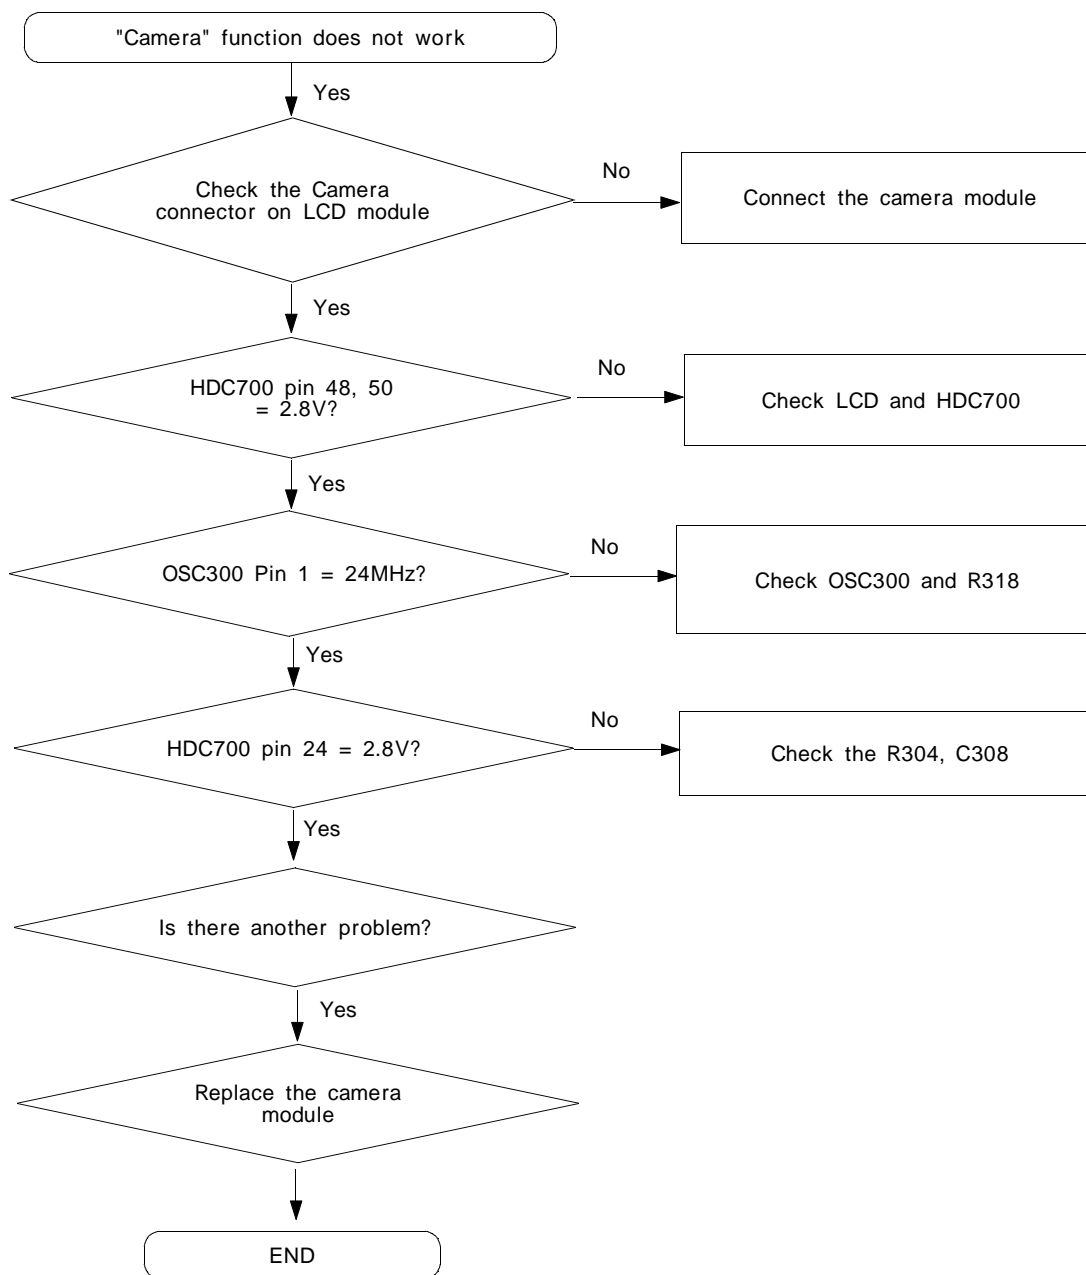 "Camera" function does not work
Yes
Check the Camera
connector on LCD module
No
Connect the camera module
Yes
HDC700 pin 48, 50
= 2.8V?
No
Check LCD and HDC700
Yes
OSC300 Pin 1 = 24MHz?
No
Check OSC300 and R318
Yes
HDC700 pin 24 = 2.8V?
No
Check the R304, C308
Yes
Is there another problem?
Yes
Replace the camera
module
END